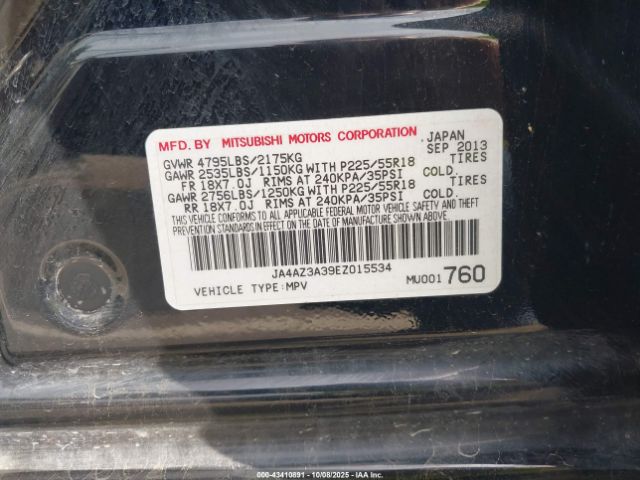 MFD. BY MITSUBISHI MOTORS CORPORATION JAPAN
GVWR 4795LBS/2175KG SEP 2013
GAWR 2535LBS/1150KG WITH P225/55R18 TIRES
FR 18X7.0J RIMS AT 240KPA/35PSI COLD.
GAWR 2756LBS/1250KG WITH P225/55R18 TIRES
RR 18X7.0J RIMS AT 240KPA/35PSI COLD.
THIS VEHICLE CONFORMS TO ALL APPLICABLE FEDERAL MOTOR VEHICLE SAFETY AND THEFT
PREVENTION STANDARDS IN EFFECT ON THE DATE OF MANUFACTURE SHOWN ABOVE.
JA4AZ3A39EZ015534
VEHICLE TYPE:MPV MU001760
000-43410891 - 10/08/2025 - IAA Inc.